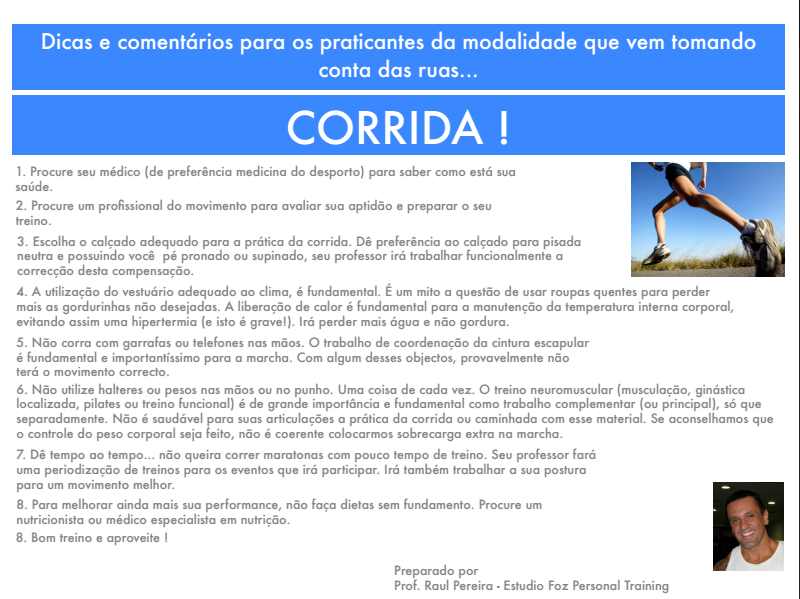 Dicas e comentários para os praticantes da modalidade que vem tomando
conta das ruas...
CORRIDA !
1. Procure seu médico (de preferência medicina do desporto) para saber como está sua
saúde.
2. Procure um profissional do movimento para avaliar sua aptidão e preparar o seu
treino.
3. Escolha o calçado adequado para a prática da corrida. Dê preferência ao calçado para pisada
neutra e possuindo você pé pronado ou supinado, seu professor irá trabalhar funcionalmente a
correcção desta compensação.
4. A utilização do vestuário adequado ao clima, é fundamental. É um mito a questão de usar roupas quentes para perder
mais as gordurinhas não desejadas. A liberação de calor é fundamental para a manutenção da temperatura interna corporal,
evitando assim uma hipertermia (e isto é grave!). Irá perder mais água e não gordura.
5. Não corra com garrafas ou telefones nas mãos. O trabalho de coordenação da cintura escapular
é fundamental e importantíssimo para a marcha. Com algum desses objectos, provavelmente não
terá o movimento correcto.
6. Não utilize halteres ou pesos nas mãos ou no punho. Uma coisa de cada vez. O treino neuromuscular (musculação, ginástica
localizada, pilates ou treino funcional) é de grande importância e fundamental como trabalho complementar (ou principal), só que
separadamente. Não é saudável para suas articulações a prática da corrida ou caminhada com esse material. Se aconselhamos que
o controle do peso corporal seja feito, não é coerente colocarmos sobrecarga extra na marcha.
7. Dê tempo ao tempo... não queira correr maratonas com pouco tempo de treino. Seu professor fará
uma periodização de treinos para os eventos que irá participar. Irá também trabalhar a sua postura
para um movimento melhor.
8. Para melhorar ainda mais sua performance, não faça dietas sem fundamento. Procure um
nutricionista ou médico especialista em nutrição.
8. Bom treino e aproveite !
Preparado por
Prof. Raul Pereira - Estudio Foz Personal Training